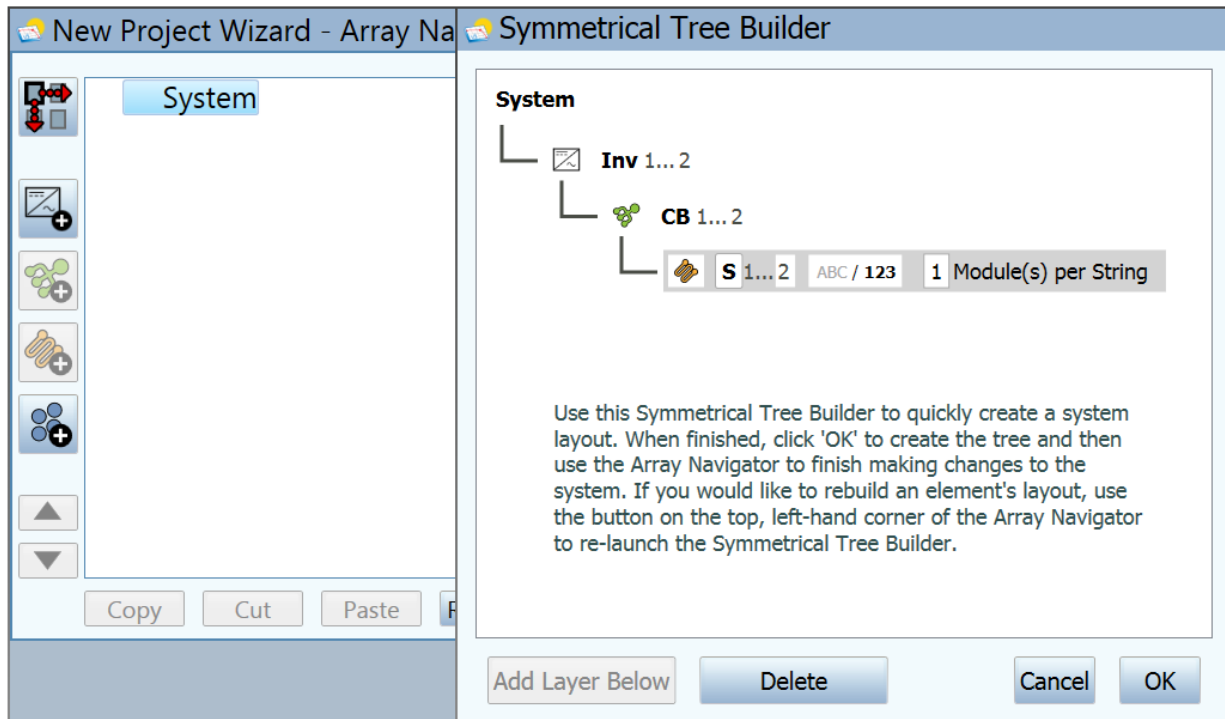 New Project Wizard - Array Na
System
Copy
Cut
Paste
Symmetrical Tree Builder
System
Inv 1... 2
CB 1... 2
S 1... 2 ABC / 123 1 Module(s) per String
Use this Symmetrical Tree Builder to quickly create a system
layout. When finished, click 'OK' to create the tree and then
use the Array Navigator to finish making changes to the
system. If you would like to rebuild an element's layout, use
the button on the top, left-hand corner of the Array Navigator
to re-launch the Symmetrical Tree Builder.
Add Layer Below
Delete
Cancel
OK